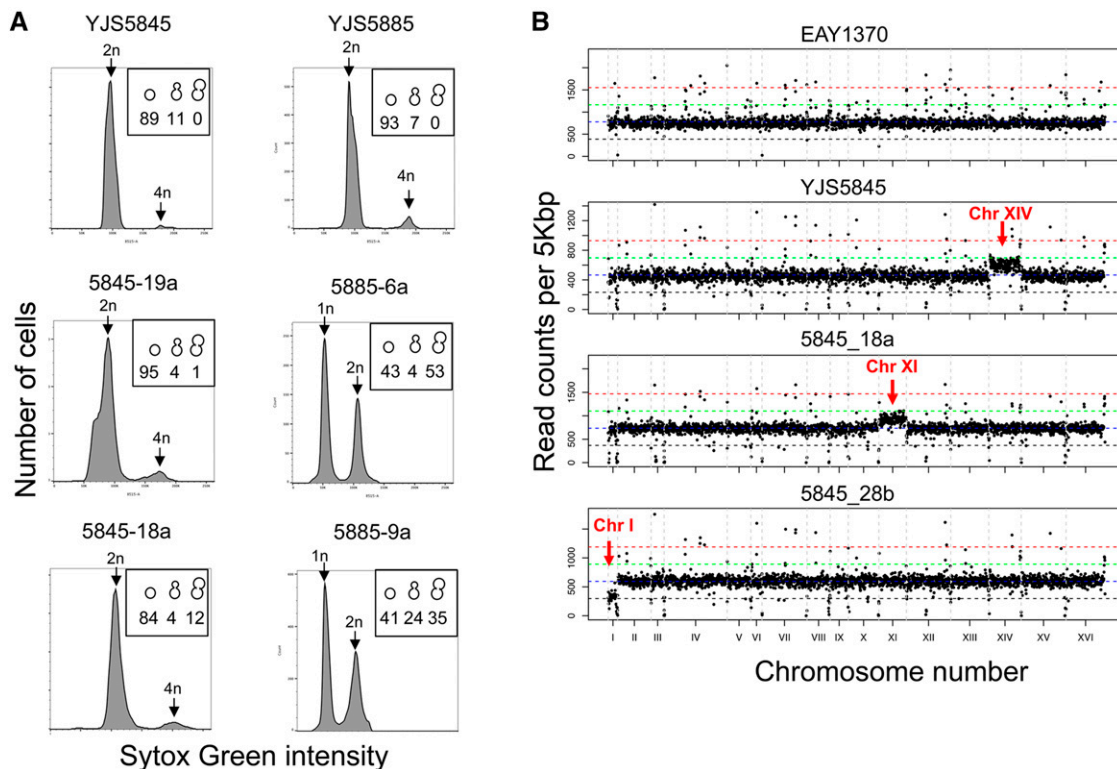 A
YJS5845
2n
4n
89 11 0
YJS5885
2n
4n
93 7 0
5845-19a
2n
4n
95 4 1
5885-6a
1n
2n
43 4 53
5845-18a
2n
4n
84 4 12
5885-9a
1n
2n
41 24 35
Number of cells
Sytox Green intensity
B
EAY1370
0 500 1500
YJS5845
Chr XIV
0 400 800 1200
5845_18a
Chr XI
0 500 1500
5845_28b
Chr I
0 500 1000
Read counts per 5Kbp
I II III IV V VI VII VIII IX X XI XII XIII XIV XV XVI
Chromosome number